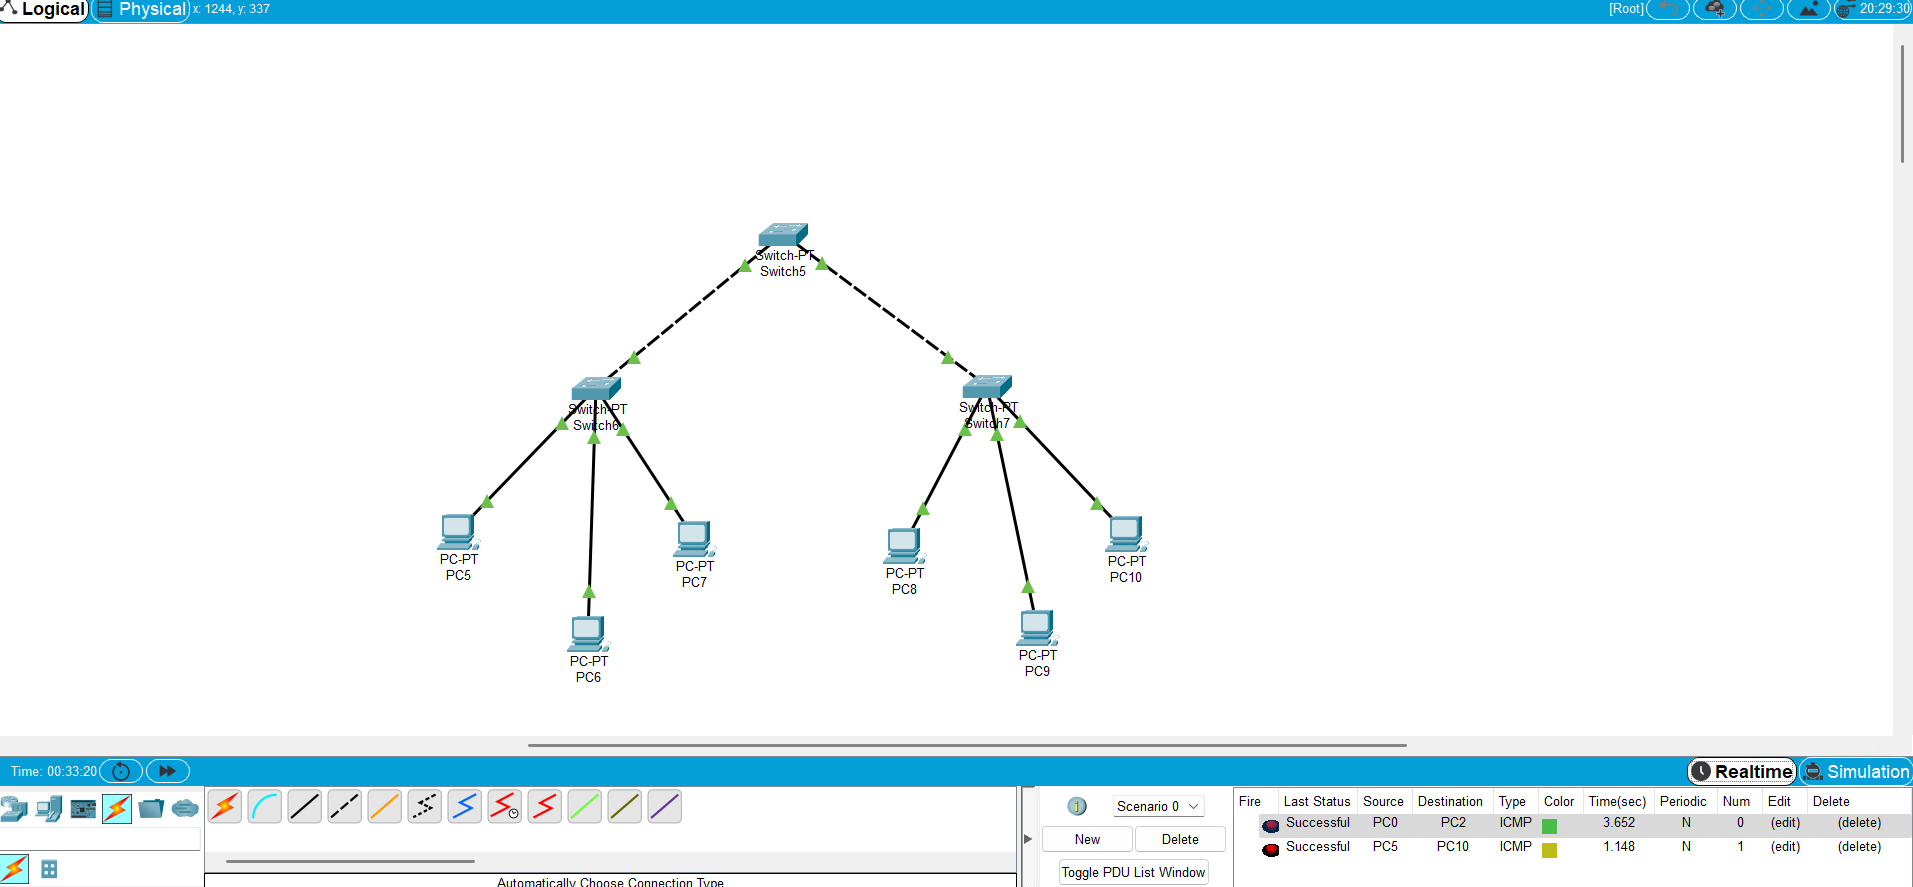 Logical Physical x: 1244, y: 337 [Root] 20:29:30
Switch-PT
Switch5
Switch-PT
Switch6
Switch-PT
Switch7
PC-PT
PC5
PC-PT
PC7
PC-PT
PC8
PC-PT
PC10
PC-PT
PC6
PC-PT
PC9
Time: 00:33:20 Realtime Simulation
Scenario 0
New Delete
Toggle PDU List Window
Fire Last Status Source Destination Type Color Time(sec) Periodic Num Edit Delete
Successful PC0 PC2 ICMP 3.652 N 0 (edit) (delete)
Successful PC5 PC10 ICMP 1.148 N 1 (edit) (delete)
Automatically Choose Connection Type